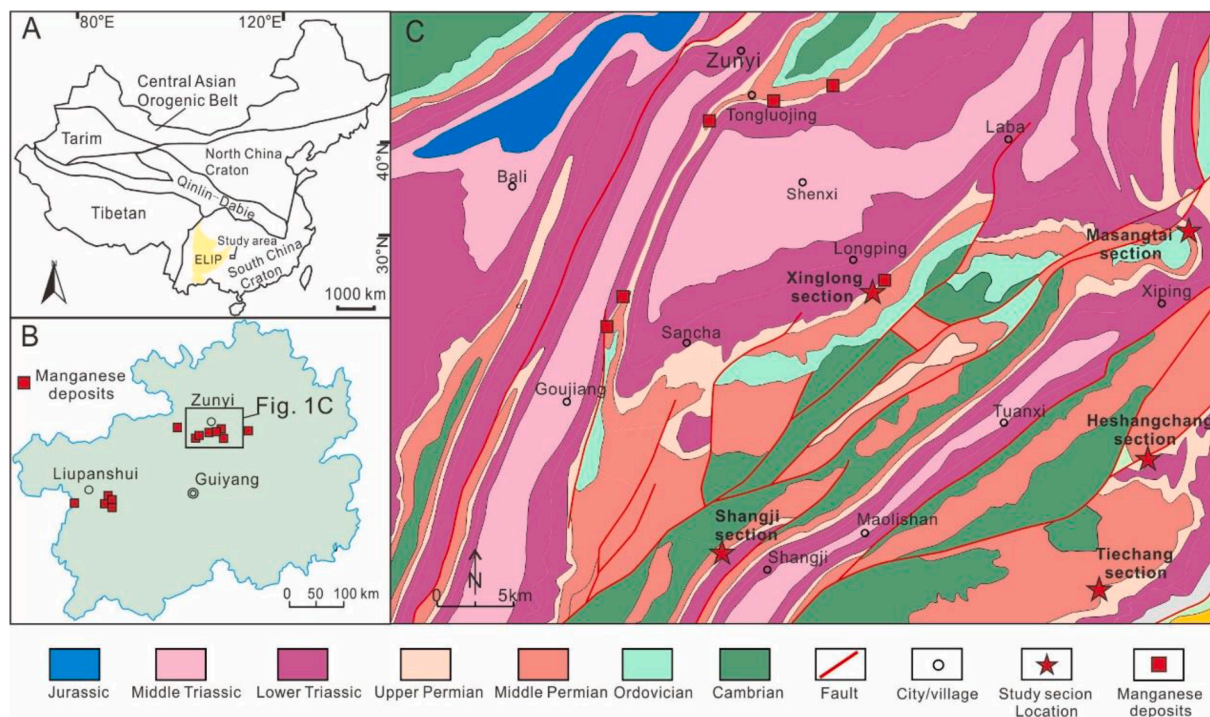 A
80°E
120°E
Central Asian
Orogenic Belt
Tarim
North China
Craton
40°N
Qinlin-Dabie
Tibetan
Study area
ELIP
South China
Craton
30°N
1000 km
B
Manganese
deposits
Zunyi
Fig. 1C
Liupanshui
Guiyang
0 50 100 km
C
Zunyi
Tongluojing
Laba
Bali
Shenxi
Longping
Masangtai
section
Xinglong
section
Xiping
Sancha
Goujiang
Tuanxi
Heshangchang
section
Shangji
section
Maolishan
Shangji
Tiechang
section
N
0 5km
Jurassic
Middle Triassic
Lower Triassic
Upper Permian
Middle Permian
Ordovician
Cambrian
Fault
City/village
Study secion
Location
Manganese
deposits